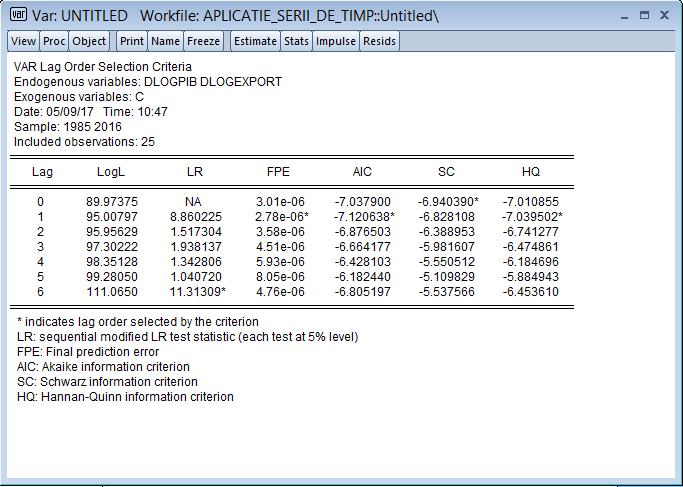 var Var: UNTITLED Workfile: APLICATIE_SERII_DE_TIMP::Untitled\
View Proc Object Print Name Freeze Estimate Stats Impulse Resids
VAR Lag Order Selection Criteria
Endogenous variables: DLOGPIB DLOGEXPORT
Exogenous variables: C
Date: 05/09/17 Time: 10:47
Sample: 1985 2016
Included observations: 25
Lag LogL LR FPE AIC SC HQ
0 89.97375 NA 3.01e-06 -7.037900 -6.940390* -7.010855
1 95.00797 8.860225 2.78e-06* -7.120638* -6.828108 -7.039502*
2 95.95629 1.517304 3.58e-06 -6.876503 -6.388953 -6.741277
3 97.30222 1.938137 4.51e-06 -6.664177 -5.981607 -6.474861
4 98.35128 1.342806 5.93e-06 -6.428103 -5.550512 -6.184696
5 99.28050 1.040720 8.05e-06 -6.182440 -5.109829 -5.884943
6 111.0650 11.31309* 4.76e-06 -6.805197 -5.537566 -6.453610
* indicates lag order selected by the criterion
LR: sequential modified LR test statistic (each test at 5% level)
FPE: Final prediction error
AIC: Akaike information criterion
SC: Schwarz information criterion
HQ: Hannan-Quinn information criterion